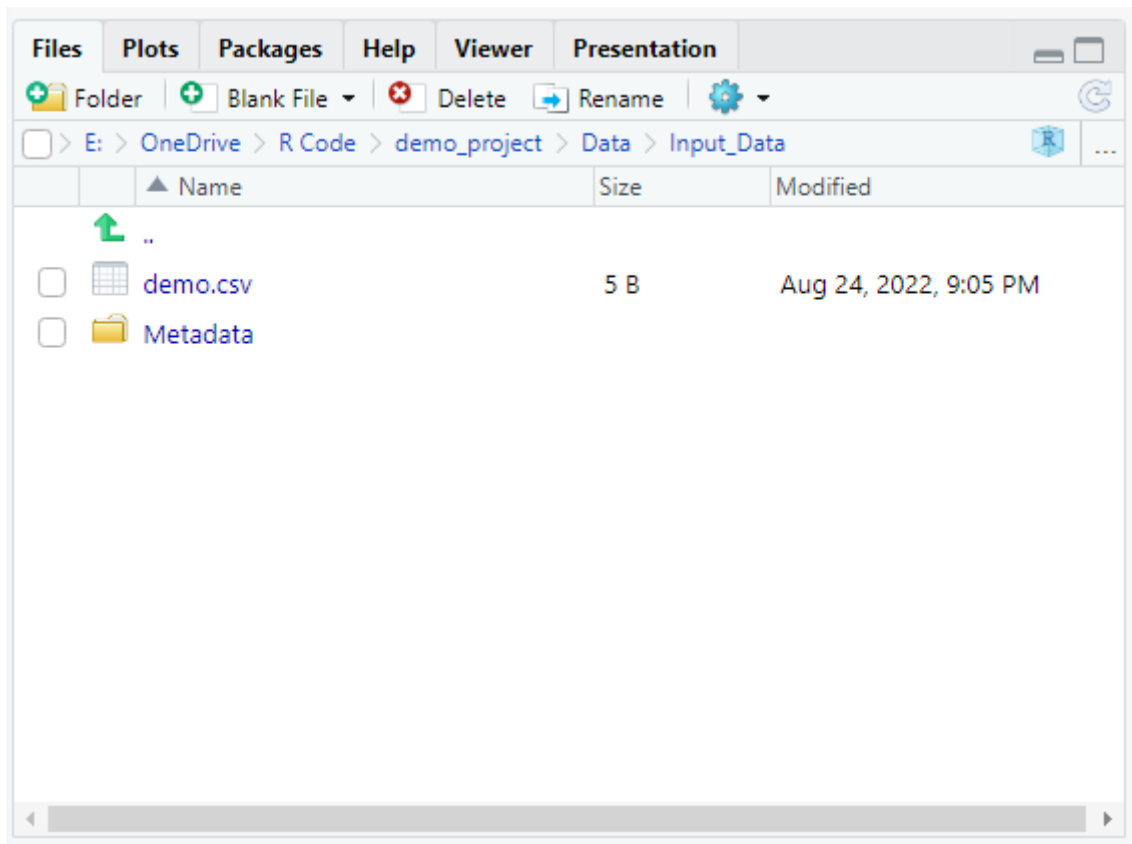 Files Plots Packages Help Viewer Presentation
Folder Blank File Delete Rename
E: > OneDrive > R Code > demo_project > Data > Input_Data R ...
Name Size Modified
..
demo.csv 5 B Aug 24, 2022, 9:05 PM
Metadata